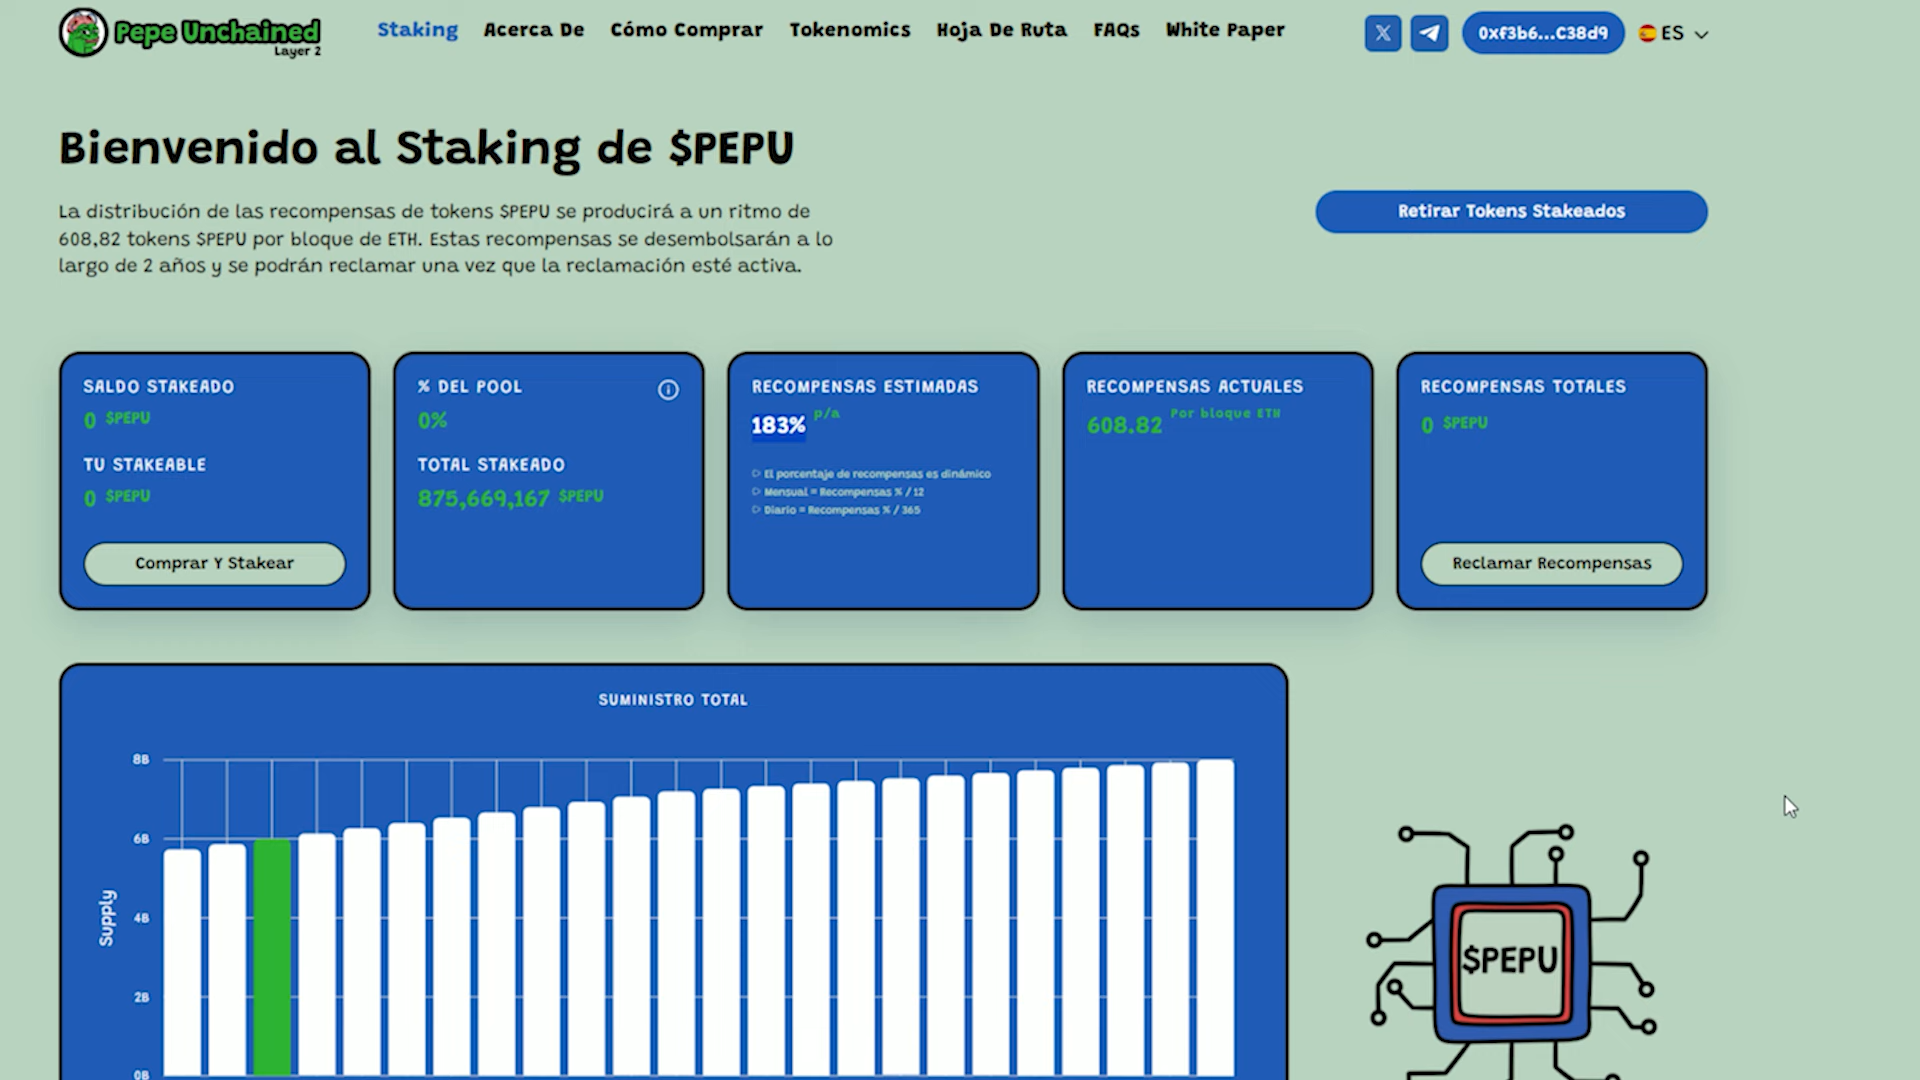 Pepe Unchained
Layer 2
Staking
Acerca De
Cómo Comprar
Tokenomics
Hoja De Ruta
FAQs
White Paper
0xf3b6...C38d9
ES
Bienvenido al Staking de $PEPU
La distribución de las recompensas de tokens $PEPU se producirá a un ritmo de
608,82 tokens $PEPU por bloque de ETH. Estas recompensas se desembolsarán a lo
largo de 2 años y se podrán reclamar una vez que la reclamación esté activa.
Retirar Tokens Stakeados
SALDO STAKEADO
0 $PEPU
TU STAKEABLE
0 $PEPU
Comprar Y Stakear
% DEL POOL
0%
TOTAL STAKEADO
875,669,167 $PEPU
RECOMPENSAS ESTIMADAS
183% p/a
El porcentaje de recompensas es dinámico
Mensual = Recompensas % / 12
Diario = Recompensas % / 365
RECOMPENSAS ACTUALES
608.82 Por bloque ETH
RECOMPENSAS TOTALES
0 $PEPU
Reclamar Recompensas
SUMINISTRO TOTAL
8B
6B
4B
2B
0B
Supply
$PEPU